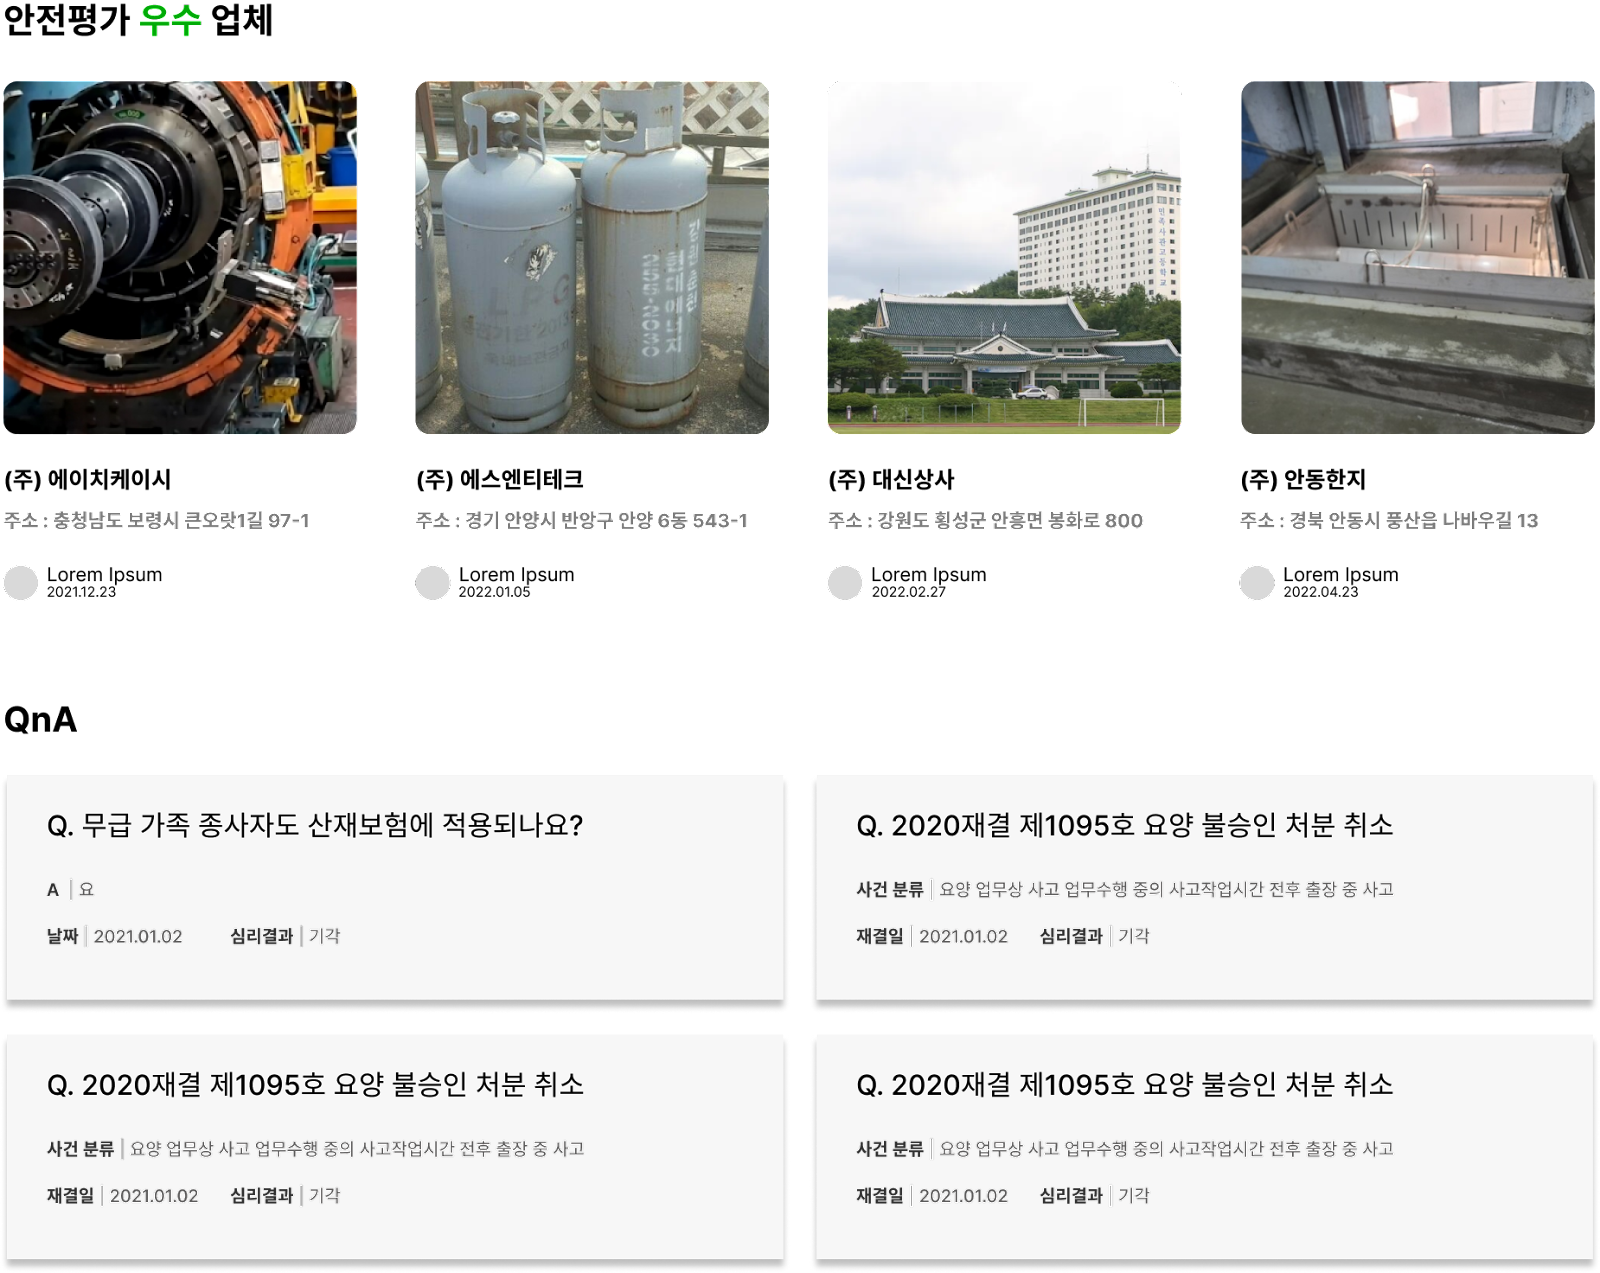 안전평가 우수 업체
LPG
255-2030
현대에너지
민족사관고등학교
(주) 에이치케이시
주소 : 충청남도 보령시 큰오랏1길 97-1
Lorem Ipsum
2021.12.23
(주) 에스엔티테크
주소 : 경기 안양시 반앙구 안양 6동 543-1
Lorem Ipsum
2022.01.05
(주) 대신상사
주소 : 강원도 횡성군 안흥면 봉화로 800
Lorem Ipsum
2022.02.27
(주) 안동한지
주소 : 경북 안동시 풍산읍 나바우길 13
Lorem Ipsum
2022.04.23
QnA
Q. 무급 가족 종사자도 산재보험에 적용되나요?
A | 요
날짜 | 2021.01.02 심리결과 | 기각
Q. 2020재결 제1095호 요양 불승인 처분 취소
사건 분류 | 요양 업무상 사고 업무수행 중의 사고작업시간 전후 출장 중 사고
재결일 | 2021.01.02 심리결과 | 기각
Q. 2020재결 제1095호 요양 불승인 처분 취소
사건 분류 | 요양 업무상 사고 업무수행 중의 사고작업시간 전후 출장 중 사고
재결일 | 2021.01.02 심리결과 | 기각
Q. 2020재결 제1095호 요양 불승인 처분 취소
사건 분류 | 요양 업무상 사고 업무수행 중의 사고작업시간 전후 출장 중 사고
재결일 | 2021.01.02 심리결과 | 기각